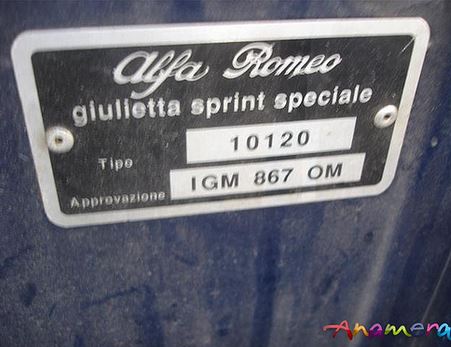 Alfa Romeo
giulietta sprint speciale
Tipo 10120
Approvazione IGM 867 OM
Anamera